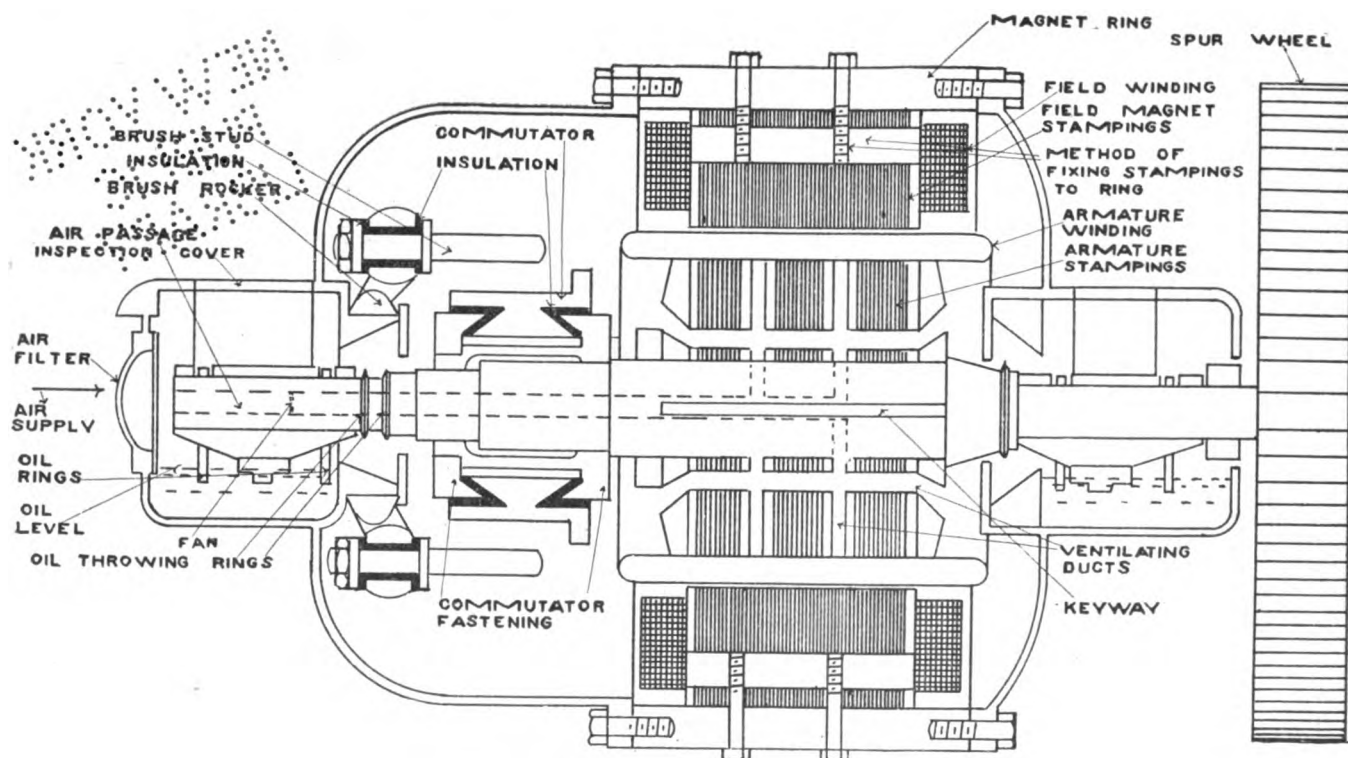 MAGNET RING
SPUR WHEEL
FIELD WINDING
FIELD MAGNET
STAMPINGS
METHOD OF
FIXING STAMPINGS
TO RING
BRUSH STUD
INSULATION
BRUSH ROCKER
COMMUTATOR
INSULATION
AIR PASSAGE
INSPECTION COVER
ARMATURE
WINDING
ARMATURE
STAMPINGS
AIR
FILTER
AIR
SUPPLY
OIL
RINGS
OIL
LEVEL
FAN
OIL THROWING RINGS
COMMUTATOR
FASTENING
VENTILATING
DUCTS
KEYWAY